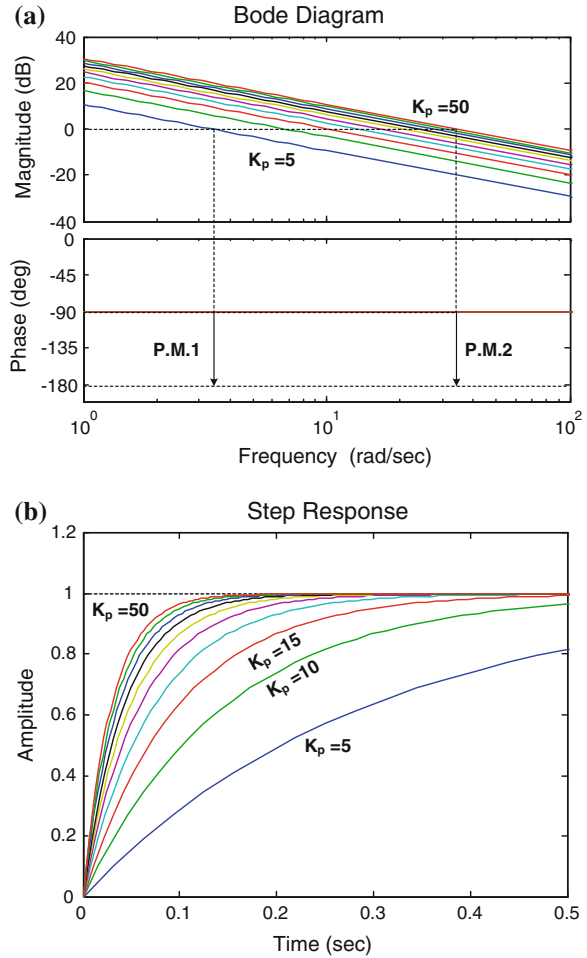 (a)
Bode Diagram
Magnitude (dB)
40
20
0
-20
-40
Kp =50
Kp =5
Phase (deg)
0
-45
-90
-135
-180
P.M.1
P.M.2
10^0
10^1
10^2
Frequency (rad/sec)
(b)
Step Response
Amplitude
1.2
1
0.8
0.6
0.4
0.2
0
Kp =50
Kp =15
Kp =10
Kp =5
0
0.1
0.2
0.3
0.4
0.5
Time (sec)